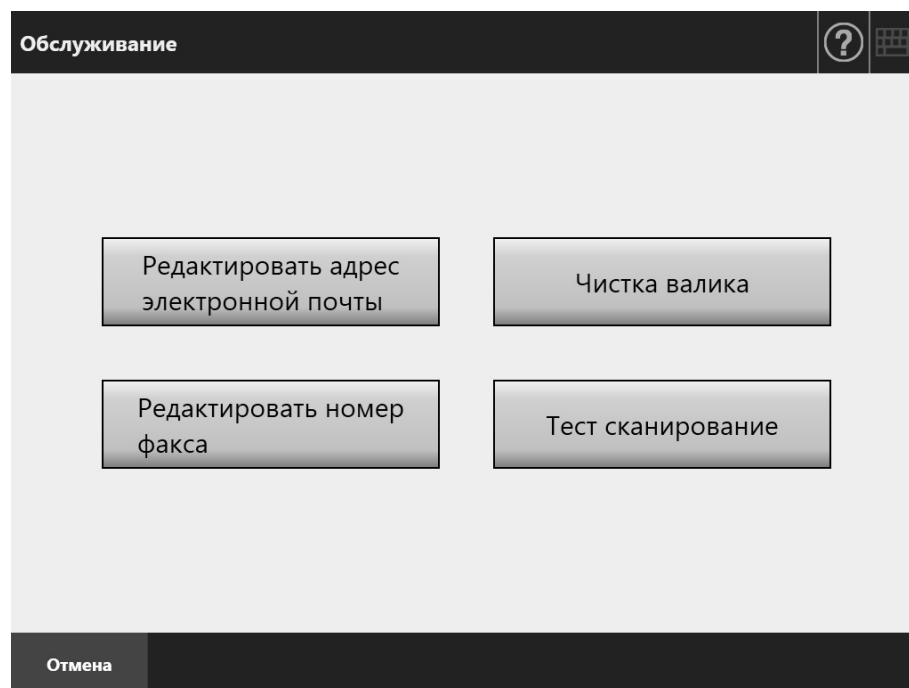 Обслуживание
?
Редактировать адрес
электронной почты
Чистка валика
Редактировать номер
факса
Тест сканирование
Отмена